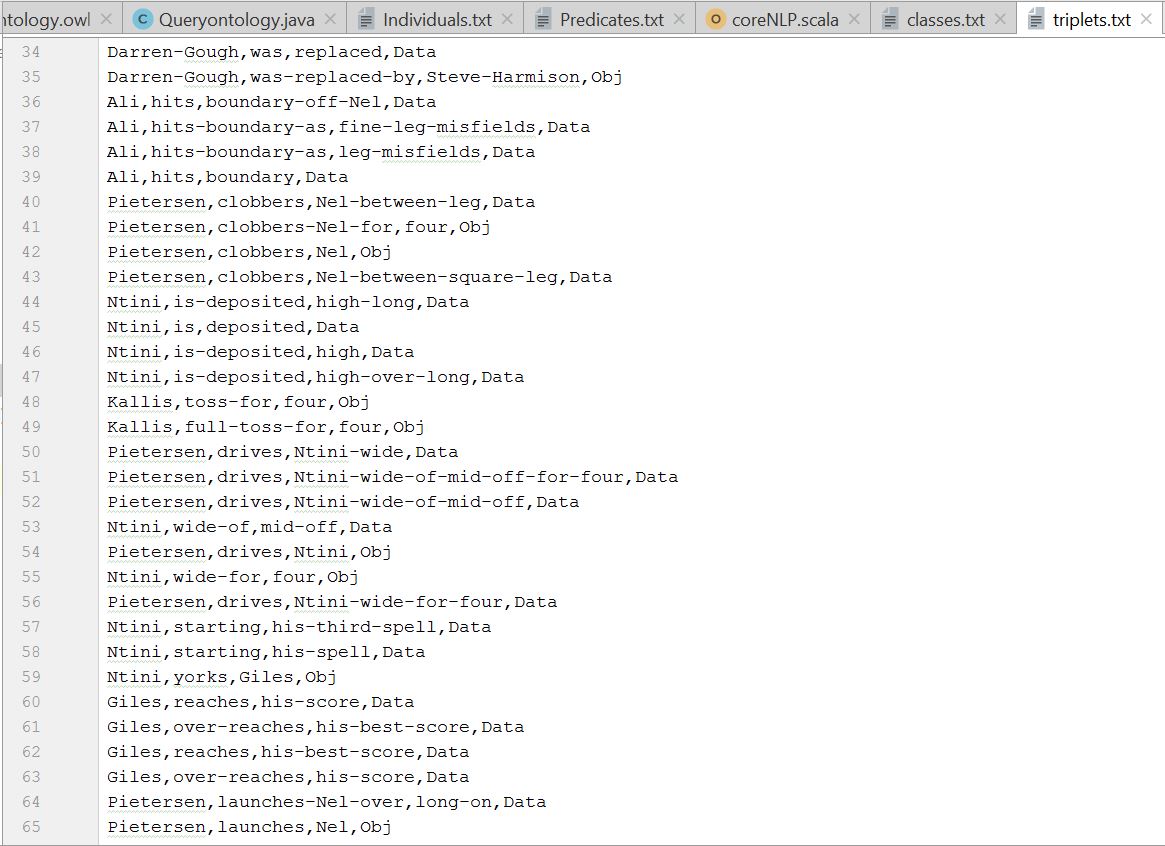 ntology.owl Queryontology.java Individuals.txt Predicates.txt coreNLP.scala classes.txt triplets.txt
34 Darren-Gough,was,replaced,Data
35 Darren-Gough,was-replaced-by,Steve-Harmison,Obj
36 Ali,hits,boundary-off-Nel,Data
37 Ali,hits-boundary-as,fine-leg-misfields,Data
38 Ali,hits-boundary-as,leg-misfields,Data
39 Ali,hits,boundary,Data
40 Pietersen,clobbers,Nel-between-leg,Data
41 Pietersen,clobbers-Nel-for,four,Obj
42 Pietersen,clobbers,Nel,Obj
43 Pietersen,clobbers,Nel-between-square-leg,Data
44 Ntini,is-deposited,high-long,Data
45 Ntini,is,deposited,Data
46 Ntini,is-deposited,high,Data
47 Ntini,is-deposited,high-over-long,Data
48 Kallis,toss-for,four,Obj
49 Kallis,full-toss-for,four,Obj
50 Pietersen,drives,Ntini-wide,Data
51 Pietersen,drives,Ntini-wide-of-mid-off-for-four,Data
52 Pietersen,drives,Ntini-wide-of-mid-off,Data
53 Ntini,wide-of,mid-off,Data
54 Pietersen,drives,Ntini,Obj
55 Ntini,wide-for,four,Obj
56 Pietersen,drives,Ntini-wide-for-four,Data
57 Ntini,starting,his-third-spell,Data
58 Ntini,starting,his-spell,Data
59 Ntini,yorks,Giles,Obj
60 Giles,reaches,his-score,Data
61 Giles,over-reaches,his-best-score,Data
62 Giles,reaches,his-best-score,Data
63 Giles,over-reaches,his-score,Data
64 Pietersen,launches-Nel-over,long-on,Data
65 Pietersen,launches,Nel,Obj